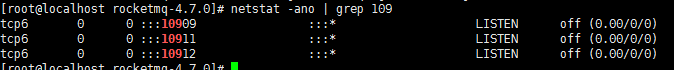 [root@localhost rocketmq-4.7.0]# netstat -ano | grep 109
tcp6       0      0 :::10909                :::*                    LISTEN      off (0.00/0/0)
tcp6       0      0 :::10911                :::*                    LISTEN      off (0.00/0/0)
tcp6       0      0 :::10912                :::*                    LISTEN      off (0.00/0/0)
[root@localhost rocketmq-4.7.0]#